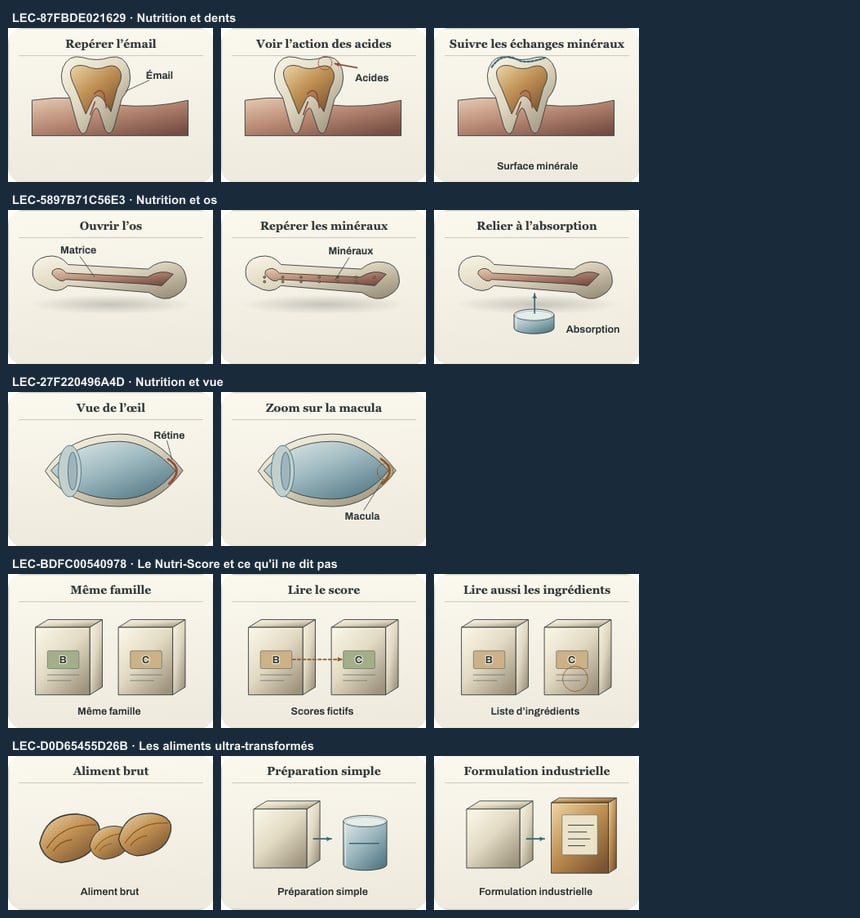 LEC-87FBDE021629 · Nutrition et dents
Repérer l’émail
Émail
Voir l’action des acides
Acides
Suivre les échanges minéraux
Surface minérale
LEC-5897B71C56E3 · Nutrition et os
Ouvrir l’os
Matrice
Repérer les minéraux
Minéraux
Relier à l’absorption
Absorption
LEC-27F220496A4D · Nutrition et vue
Vue de l’œil
Rétine
Zoom sur la macula
Macula
LEC-BDFC00540978 · Le Nutri-Score et ce qu'il ne dit pas
Même famille
B
C
Même famille
Lire le score
B
C
Scores fictifs
Lire aussi les ingrédients
B
C
Liste d’ingrédients
LEC-D0D65455D26B · Les aliments ultra-transformés
Aliment brut
Aliment brut
Préparation simple
Préparation simple
Formulation industrielle
Formulation industrielle